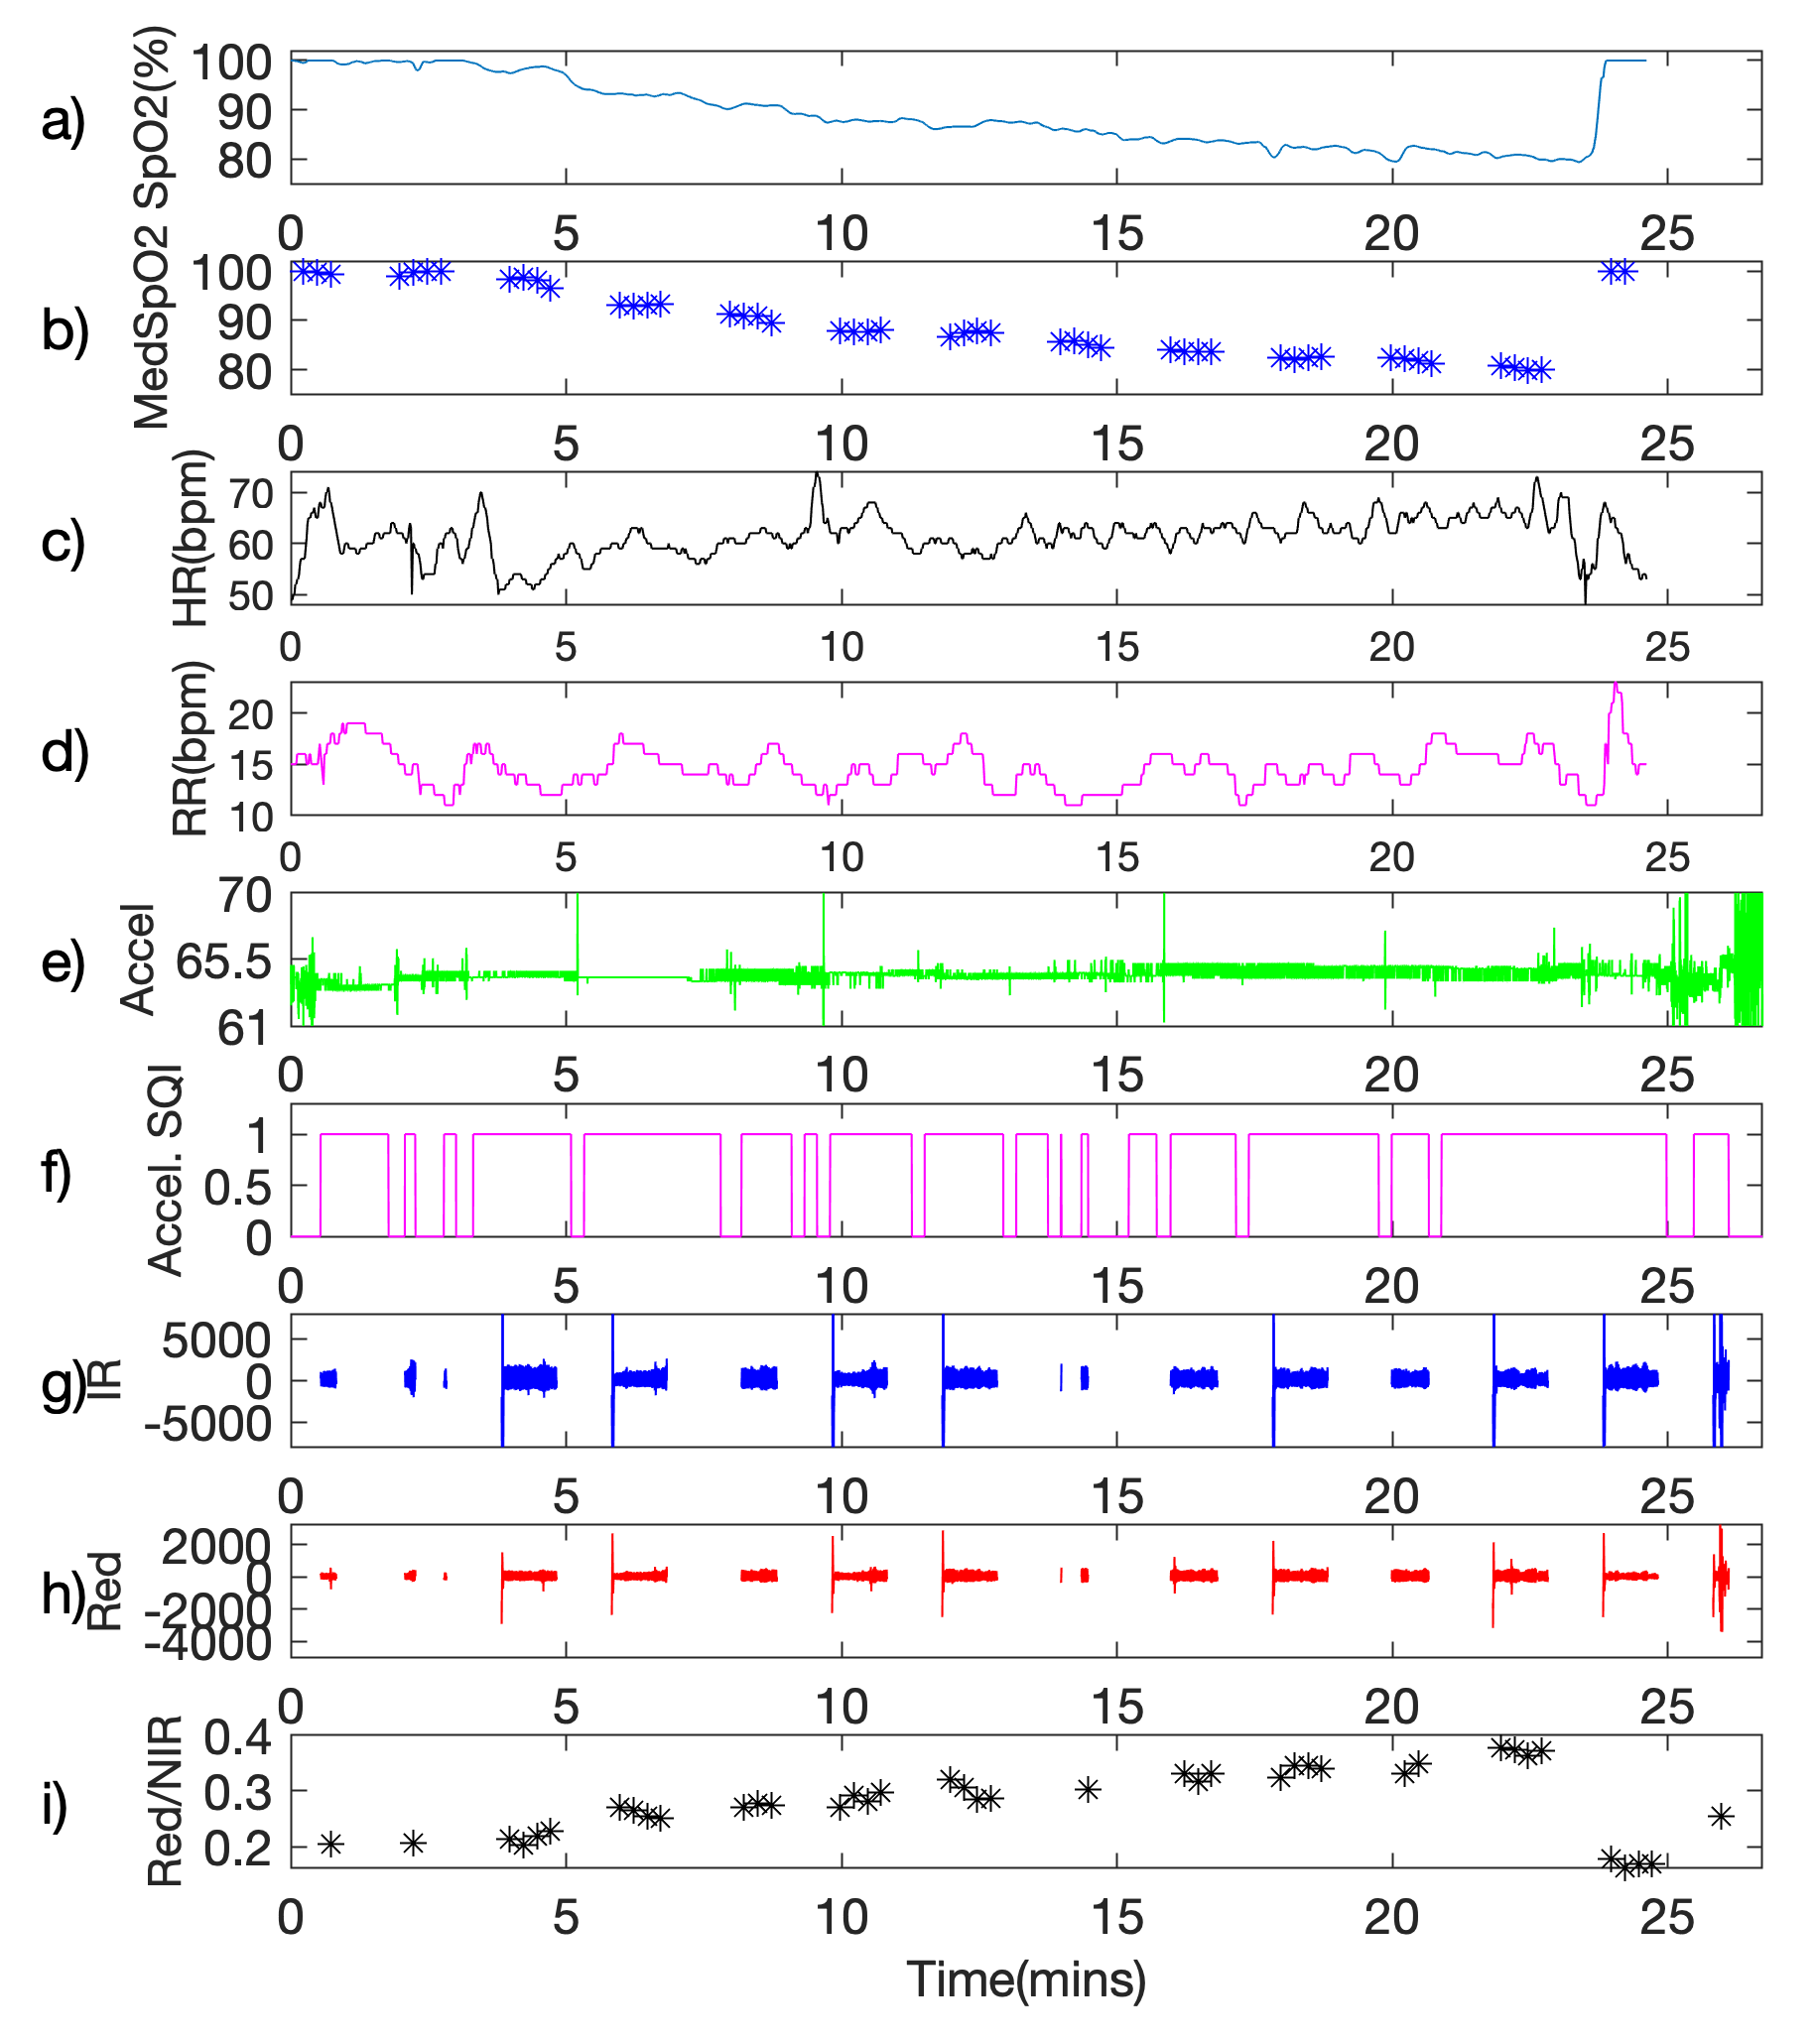 a)
SpO2(%)
100
90
80
0 5 10 15 20 25
b)
MedSpO2
100
90
80
0 5 10 15 20 25
c)
HR(bpm)
70
60
50
0 5 10 15 20 25
d)
RR(bpm)
20
15
10
0 5 10 15 20 25
e)
Accel
70
65.5
61
0 5 10 15 20 25
f)
Accel. SQI
1
0.5
0
0 5 10 15 20 25
g)
IR
5000
0
-5000
0 5 10 15 20 25
h)
Red
2000
0
-2000
-4000
0 5 10 15 20 25
i)
Red/NIR
0.4
0.3
0.2
0 5 10 15 20 25
Time(mins)